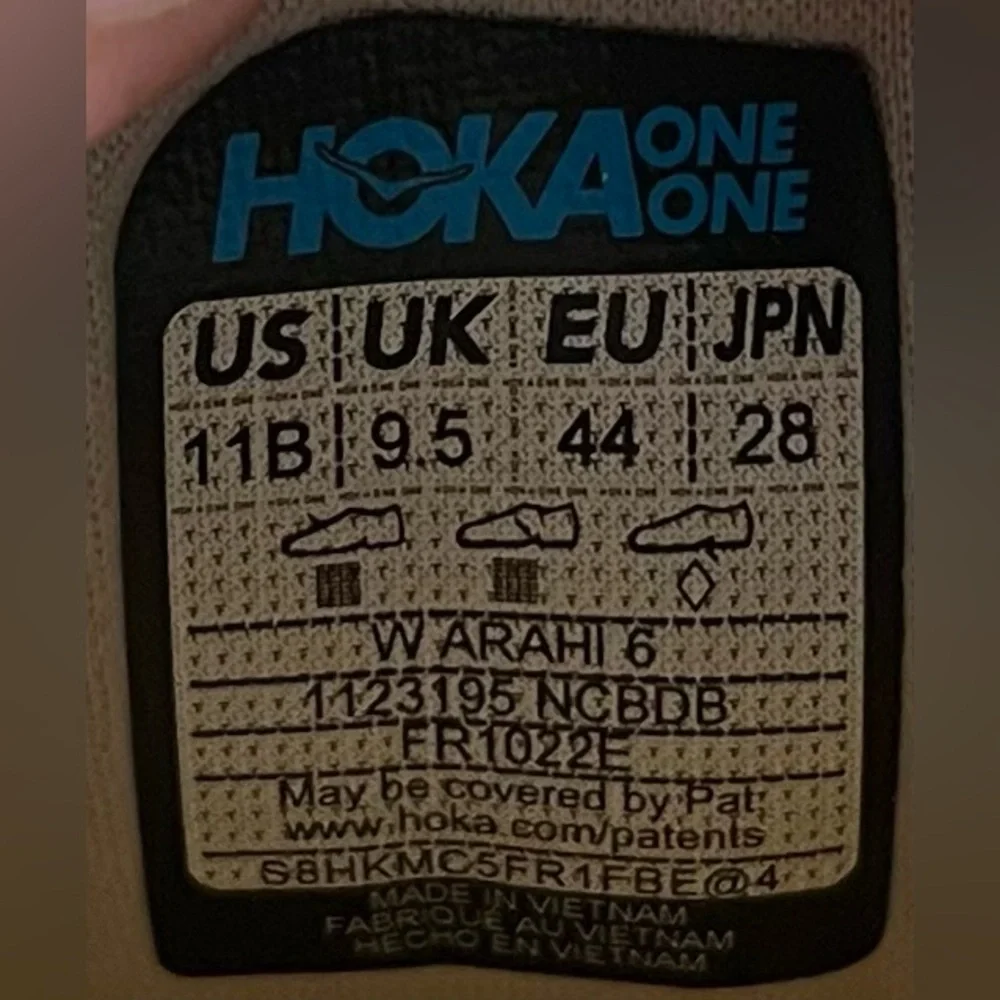 HOKA ONE ONE
US UK EU JPN
11B 9.5 44 28
W ARAHI 6
1123195 NCBDB
FR1022E
May be covered by Pat:
www.hoka.com/patents
S8HKMC5FR1FBE@4
MADE IN VIETNAM
FABRIQUÉ AU VIETNAM
HECHO EN VIETNAM